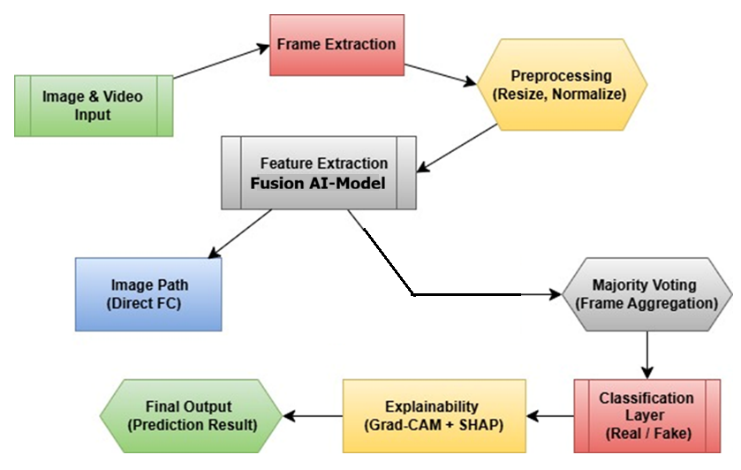 Frame Extraction
Image & Video
Input
Preprocessing
(Resize, Normalize)
Feature Extraction
Fusion AI-Model
Image Path
(Direct FC)
Majority Voting
(Frame Aggregation)
Classification
Layer
(Real / Fake)
Explainability
(Grad-CAM + SHAP)
Final Output
(Prediction Result)